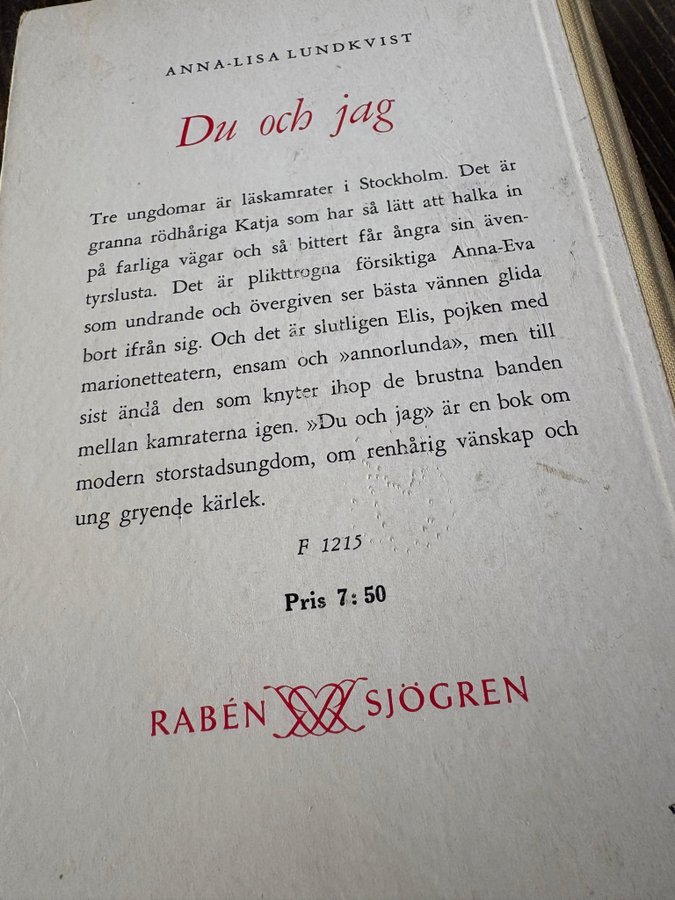 ANNA-LISA LUNDKVIST
Du och jag
Tre ungdomar är läskamrater i Stockholm. Det är
granna rödhåriga Katja som har så lätt att halka in
på farliga vägar och så bittert får ångra sin även-
tyrslusta. Det är plikttrogna försiktiga Anna-Eva
som undrande och övergiven ser bästa vännen glida
bort ifrån sig. Och det är slutligen Elis, pojken med
marionetteatern, ensam och »annorlunda», men till
sist ändå den som knyter ihop de brustna banden
mellan kamraterna igen. »Du och jag» är en bok om
modern storstadsungdom, om renhårig vänskap och
ung gryende kärlek.
F 1215
Pris 7:50
RABÉN SJÖGREN